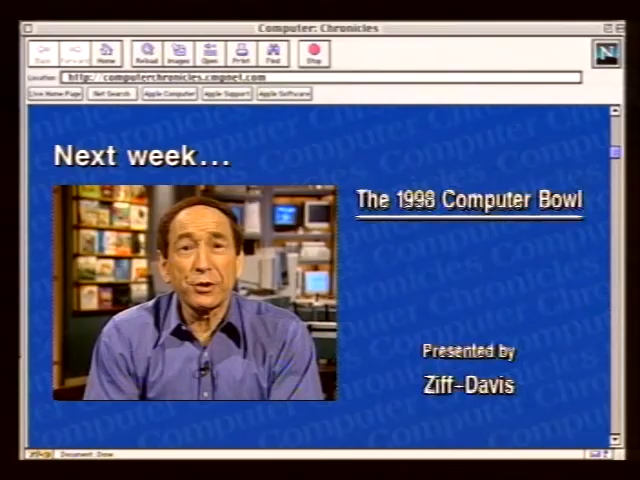 Computer: Chronicles
Back Forward Home Reload Images Open Print Find Stop
N
Location: http://computerchronicles.cmpnet.com
Live Home Page Net Search Apple Computer Apple Support Apple Software
Next week...
The 1998 Computer Bowl
Presented by
Ziff-Davis
Document: Done